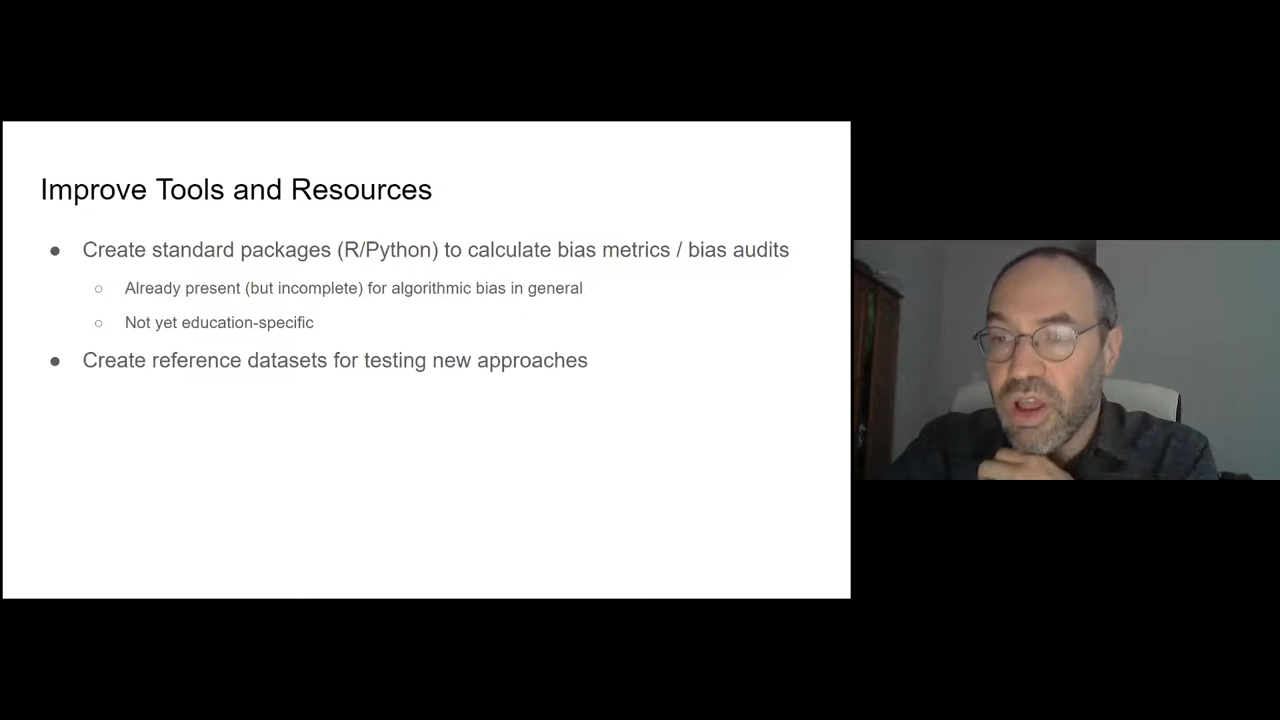 Improve Tools and Resources
● Create standard packages (R/Python) to calculate bias metrics / bias audits
○ Already present (but incomplete) for algorithmic bias in general
○ Not yet education-specific
● Create reference datasets for testing new approaches